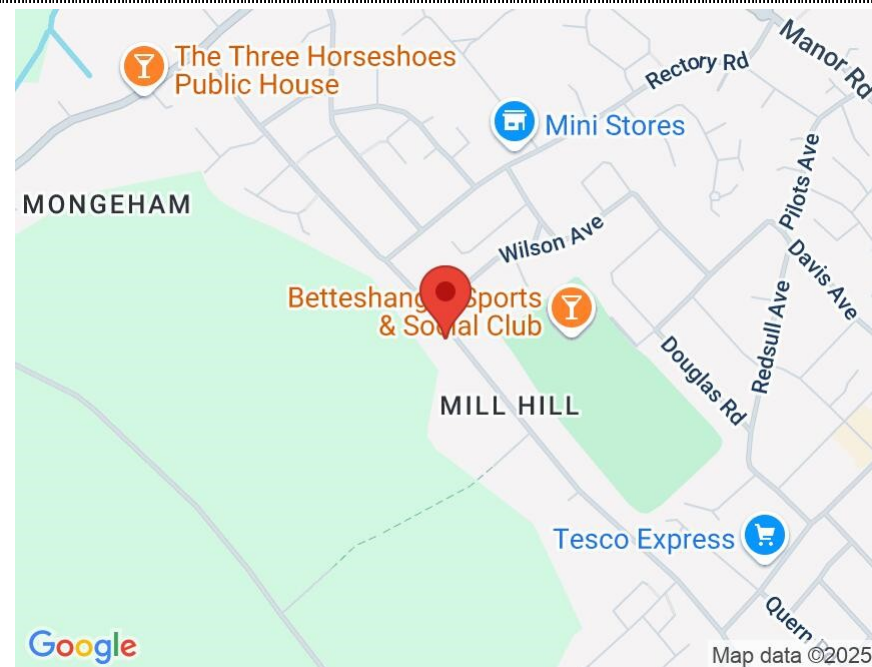 Manor Rd
The Three Horseshoes
Public House
Rectory Rd
Mini Stores
Pilots Ave
MONGEHAM
Wilson Ave
Davis Ave
Sports
& Social Club
Redsull Ave
Douglas Rd
MILL HILL
Tesco Express
Quern
Google
Map data ©2025